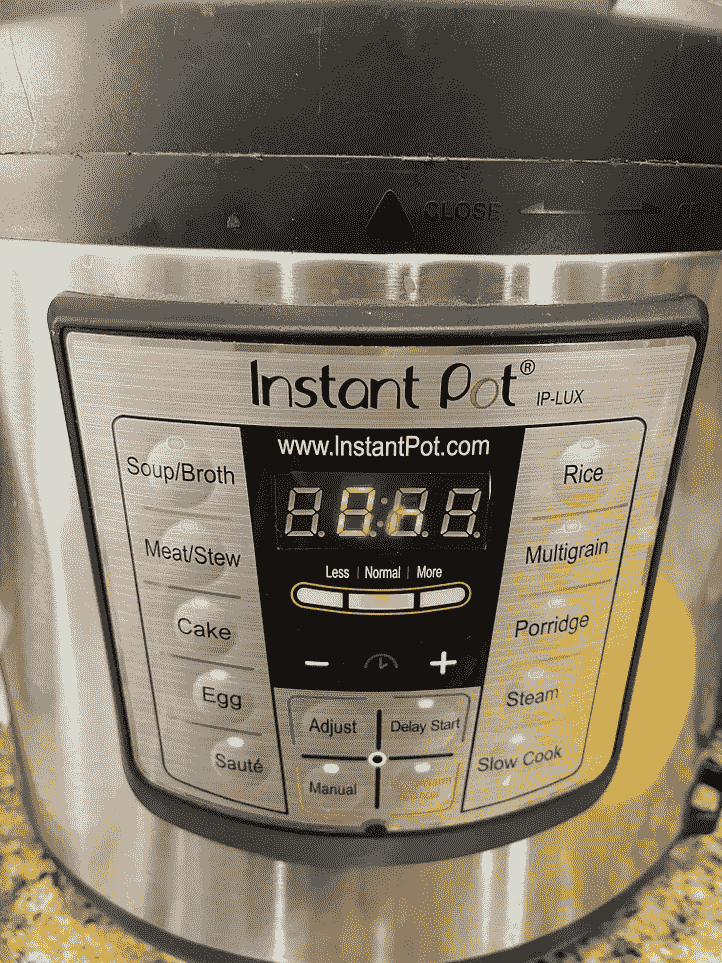 CLOSE
Instant Pot®
IP-LUX
www.InstantPot.com
Less | Normal | More
Soup/Broth
Meat/Stew
Cake
Egg
Sauté
Rice
Multigrain
Porridge
Steam
Slow Cook
Adjust
Delay Start
Manual